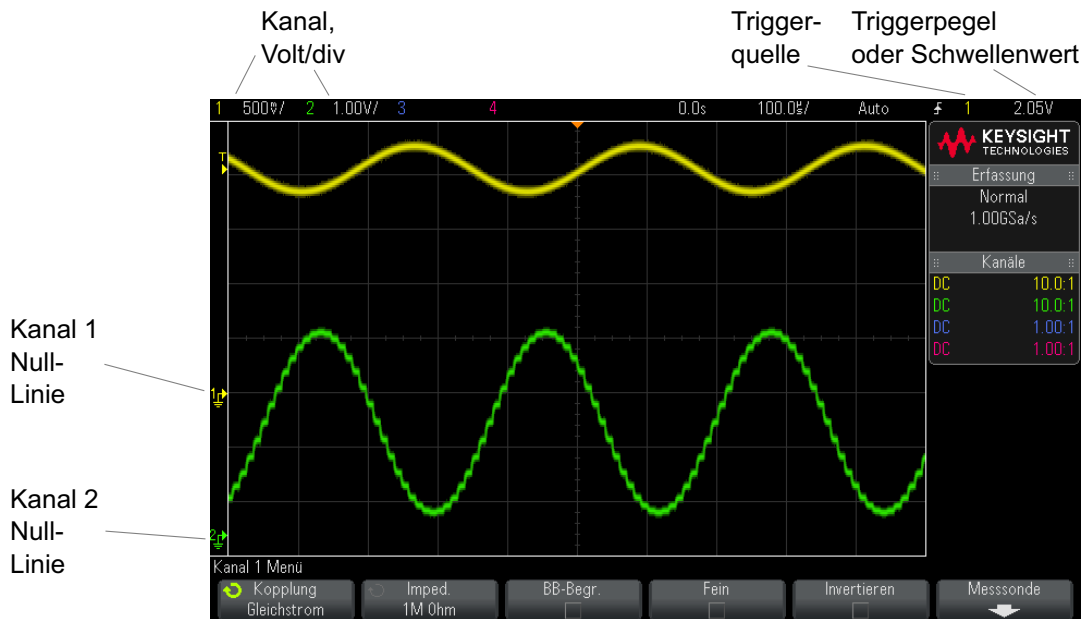 Kanal,
Volt/div
Trigger-
quelle
Triggerpegel
oder Schwellenwert
1 500mV/ 2 1.00V/ 3 4 0.0s 100.0µs/ Auto 1 2.05V
T
KEYSIGHT
TECHNOLOGIES
Erfassung
Normal
1.00GSa/s
Kanäle
DC 10.0:1
DC 10.0:1
DC 1.00:1
DC 1.00:1
Kanal 1
Null-
Linie
1
Kanal 2
Null-
Linie
2
Kanal 1 Menü
Kopplung
Gleichstrom
Imped.
1M Ohm
BB-Begr.
Fein
Invertieren
Messsonde